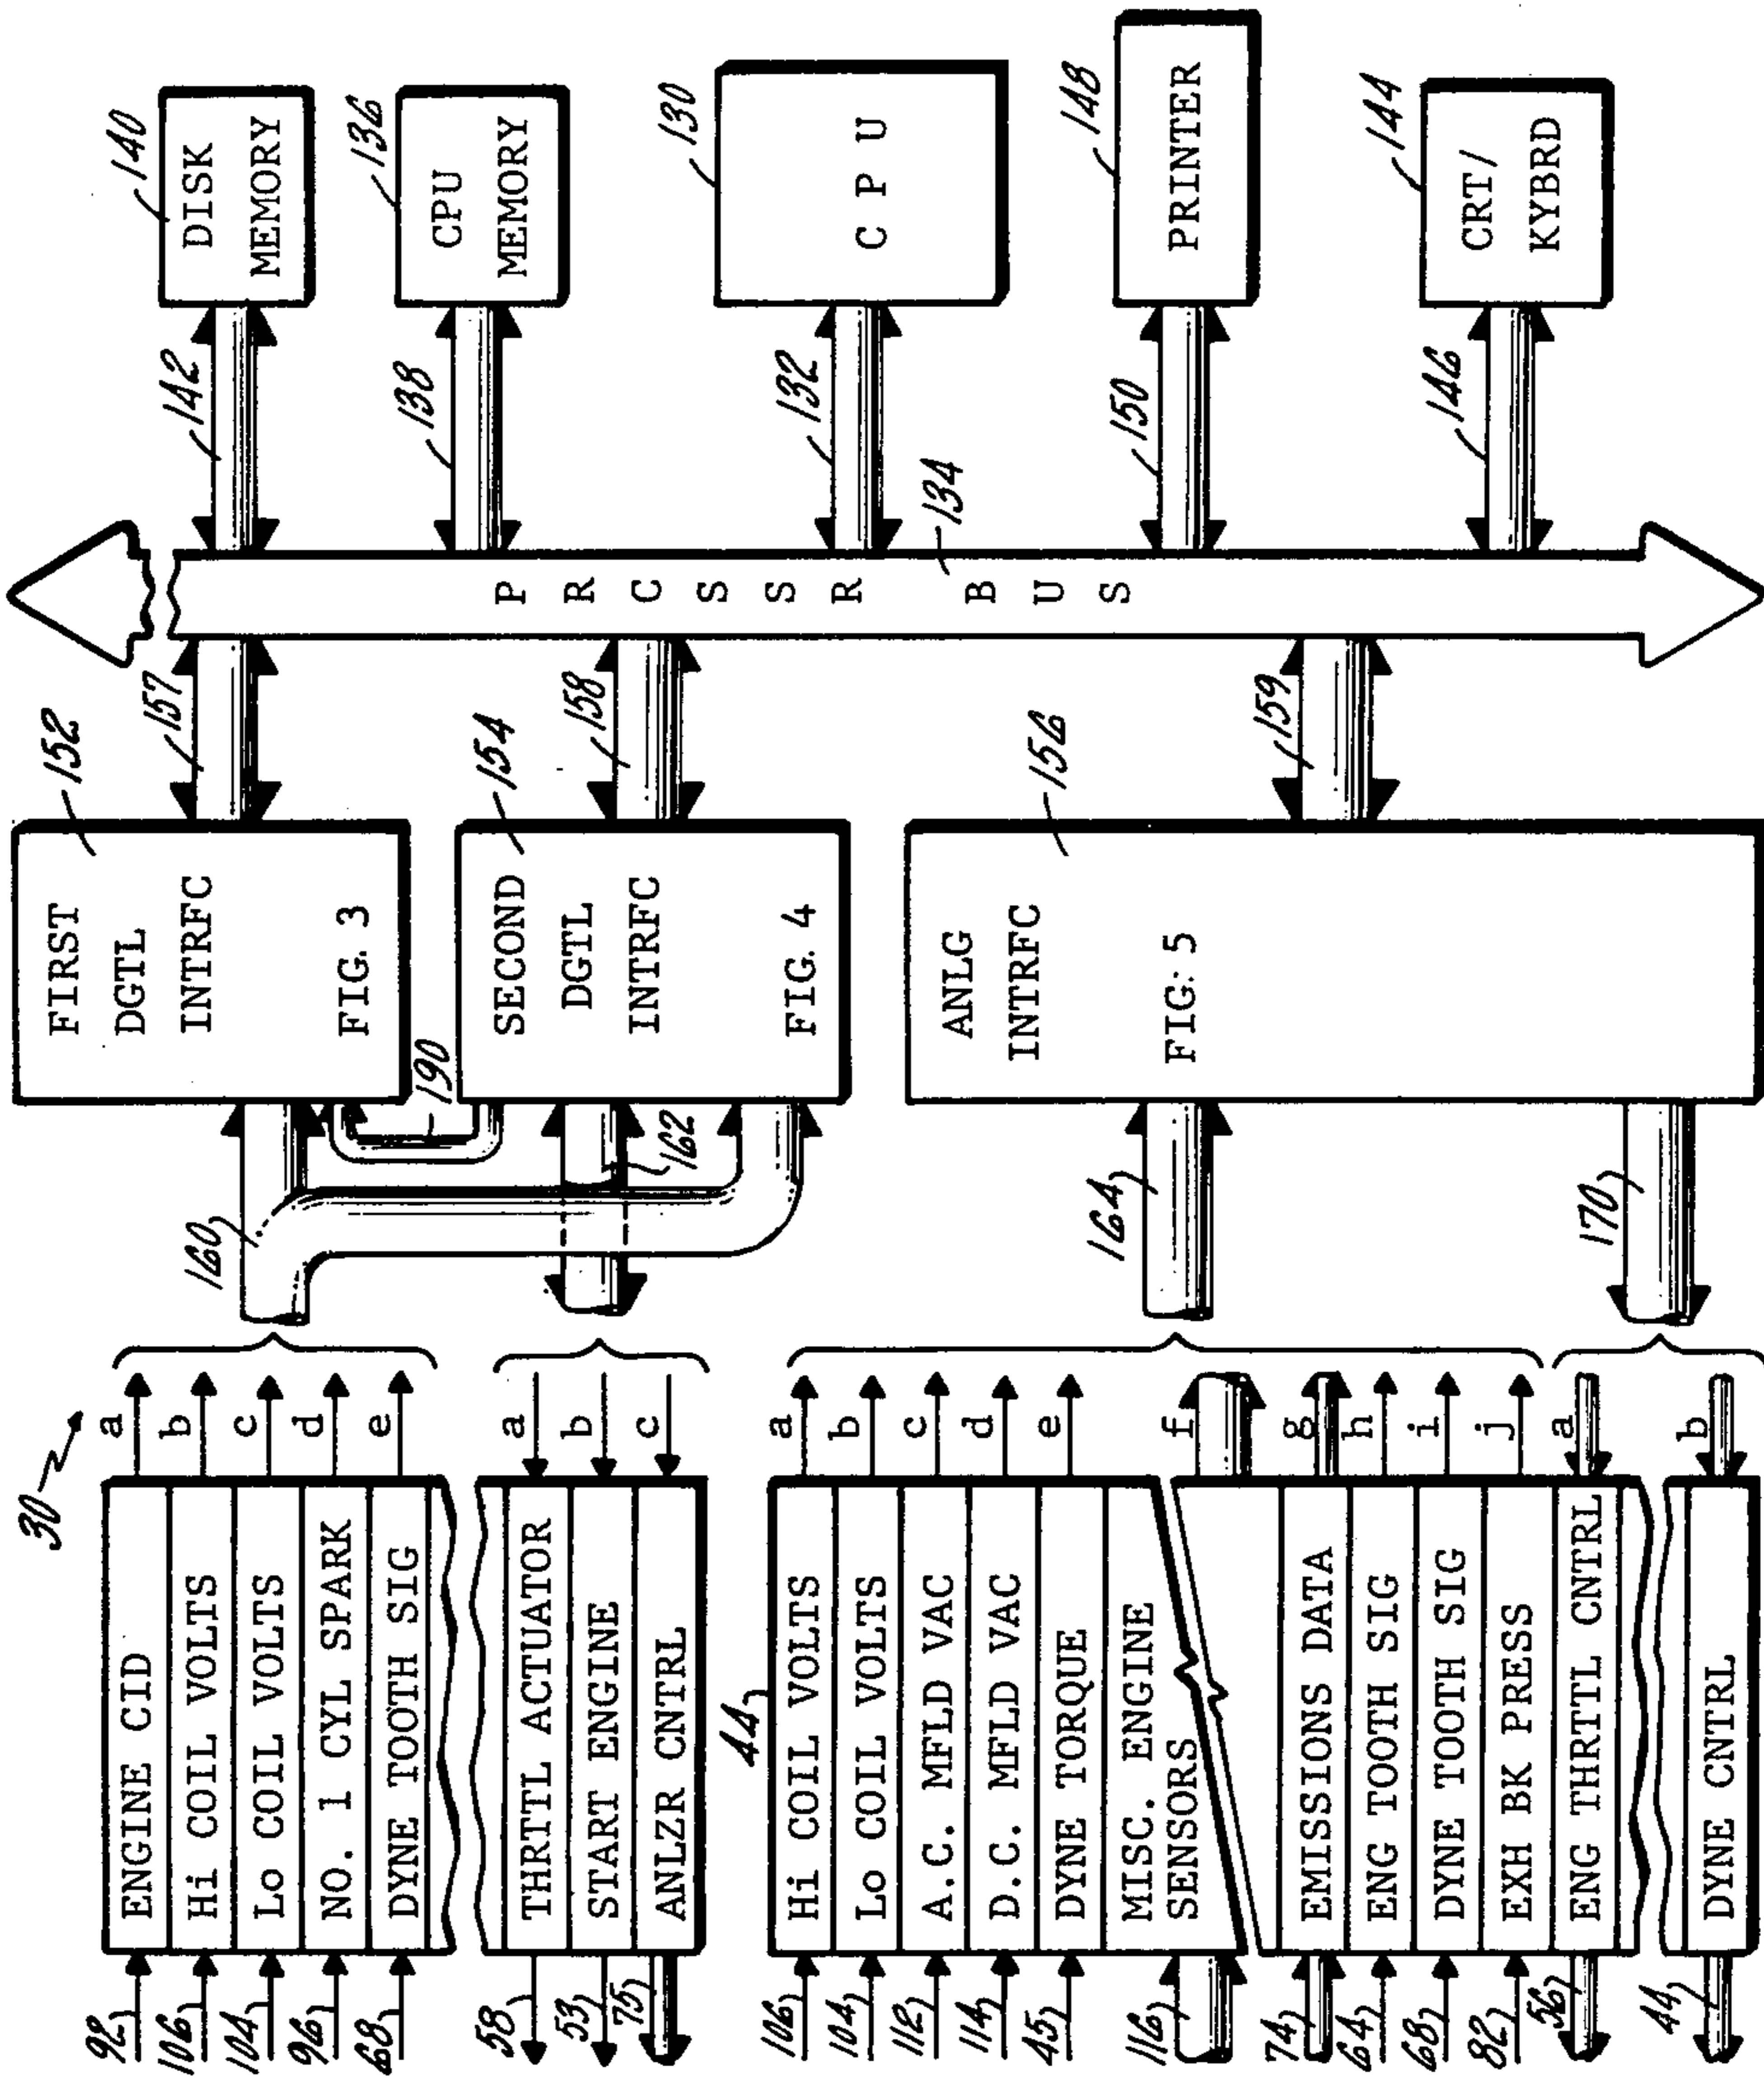 30
92
ENGINE CID
a
106
Hi COIL VOLTS
b
104
Lo COIL VOLTS
c
96
NO. 1 CYL SPARK
d
68
DYNE TOOTH SIG
e
58
THRTTL ACTUATOR
a
53
START ENGINE
b
75
ANLZR CNTRL
c
44
106
Hi COIL VOLTS
a
104
Lo COIL VOLTS
b
112
A.C. MFLD VAC
c
114
D.C. MFLD VAC
d
45
DYNE TORQUE
e
116
MISC. ENGINE
SENSORS
f
74
EMISSIONS DATA
g
64
ENG TOOTH SIG
h
68
DYNE TOOTH SIG
i
82
EXH BK PRESS
j
56
ENG THRTTL CNTRL
a
44
DYNE CNTRL
b
160
190
162
164
170
152
FIRST
DGTL
INTRFC
FIG. 3
154
SECOND
DGTL
INTRFC
FIG. 4
156
ANLG
INTRFC
FIG. 5
157
158
159
PRCSSR BUS
134
142
138
132
150
146
140
DISK
MEMORY
136
CPU
MEMORY
130
CPU
148
PRINTER
144
CRT/
KYBRD